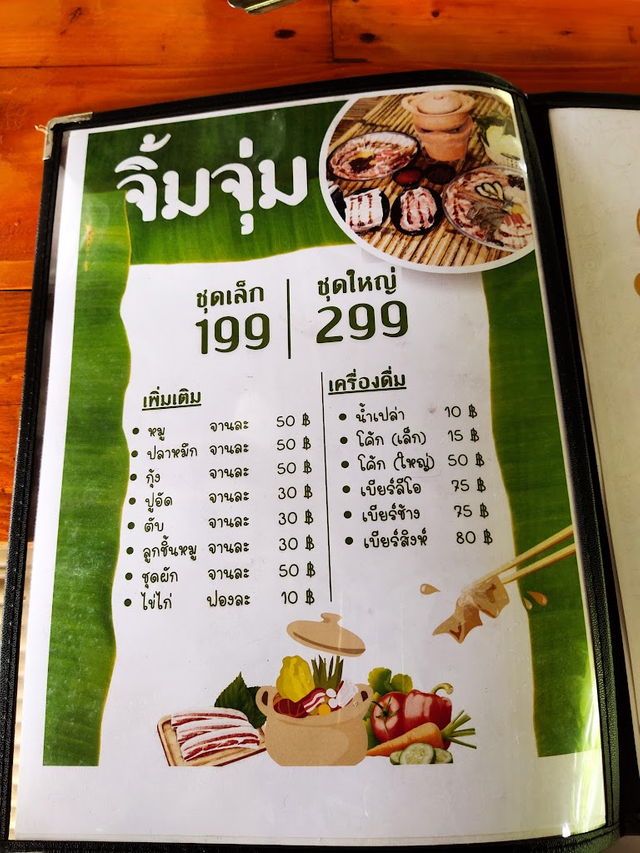 จิ้มจุ่ม
ชุดเล็ก
199
ชุดใหญ่
299
เพิ่มเติม
• หมู จานละ 50 ฿
• ปลาหมึก จานละ 50 ฿
• กุ้ง จานละ 50 ฿
• ปูอัด จานละ 30 ฿
• ตับ จานละ 30 ฿
• ลูกชิ้นหมู จานละ 30 ฿
• ชุดผัก จานละ 50 ฿
• ไข่ไก่ ฟองละ 10 ฿
เครื่องดื่ม
• น้ำเปล่า 10 ฿
• โค้ก (เล็ก) 15 ฿
• โค้ก (ใหญ่) 50 ฿
• เบียร์ลีโอ 75 ฿
• เบียร์ช้าง 75 ฿
• เบียร์สิงห์ 80 ฿